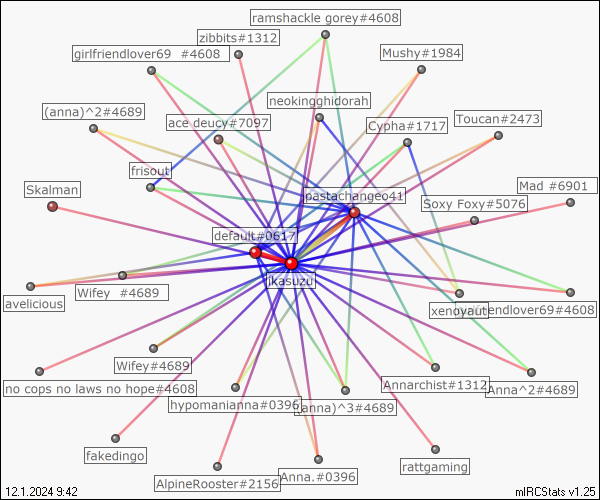 ramshackle gorey#4608
zibbits#1312
girlfriendlover69 #4608
Mushy#1984
neokingghidorah
(anna)^2#4689
ace deucy#7097
Cypha#1717
Toucan#2473
frisout
Skalman
pastachangeo41
Mad #6901
Soxy Foxy#5076
default#0617
jkasuzu
avelicious
Wifey #4689
xenoyaut
endlover69#4608
Wifey#4689
no cops no laws no hope#4608
Annarchist#1312
Anna^2#4689
hypomanianna#0396
(anna)^3#4689
fakedingo
AlpineRooster#2156
Anna.#0396
rattgaming
12.1.2024 9:42
mIRCStats v1.25